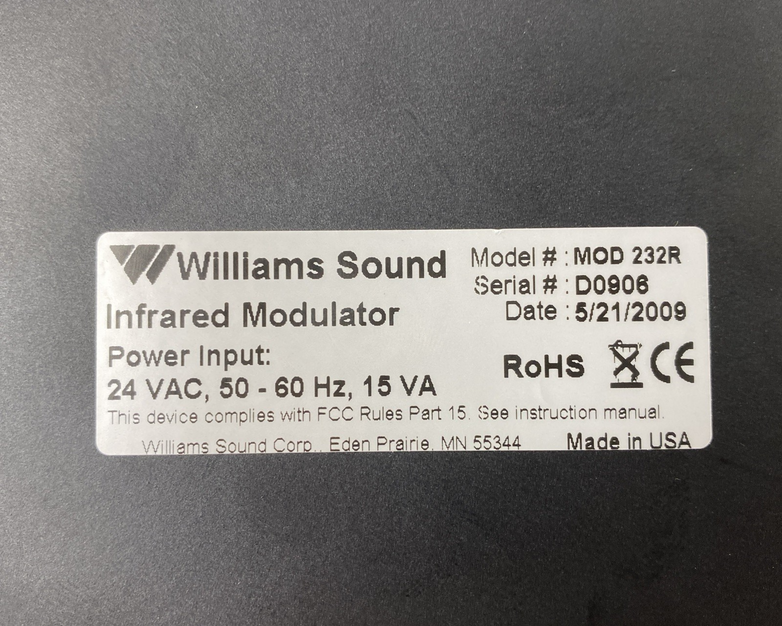 Williams Sound
Infrared Modulator
Power Input:
24 VAC, 50 - 60 Hz, 15 VA
Model # : MOD 232R
Serial # : D0906
Date : 5/21/2009
RoHS CE
This device complies with FCC Rules Part 15. See instruction manual.
Williams Sound Corp., Eden Prairie, MN 55344 Made in USA